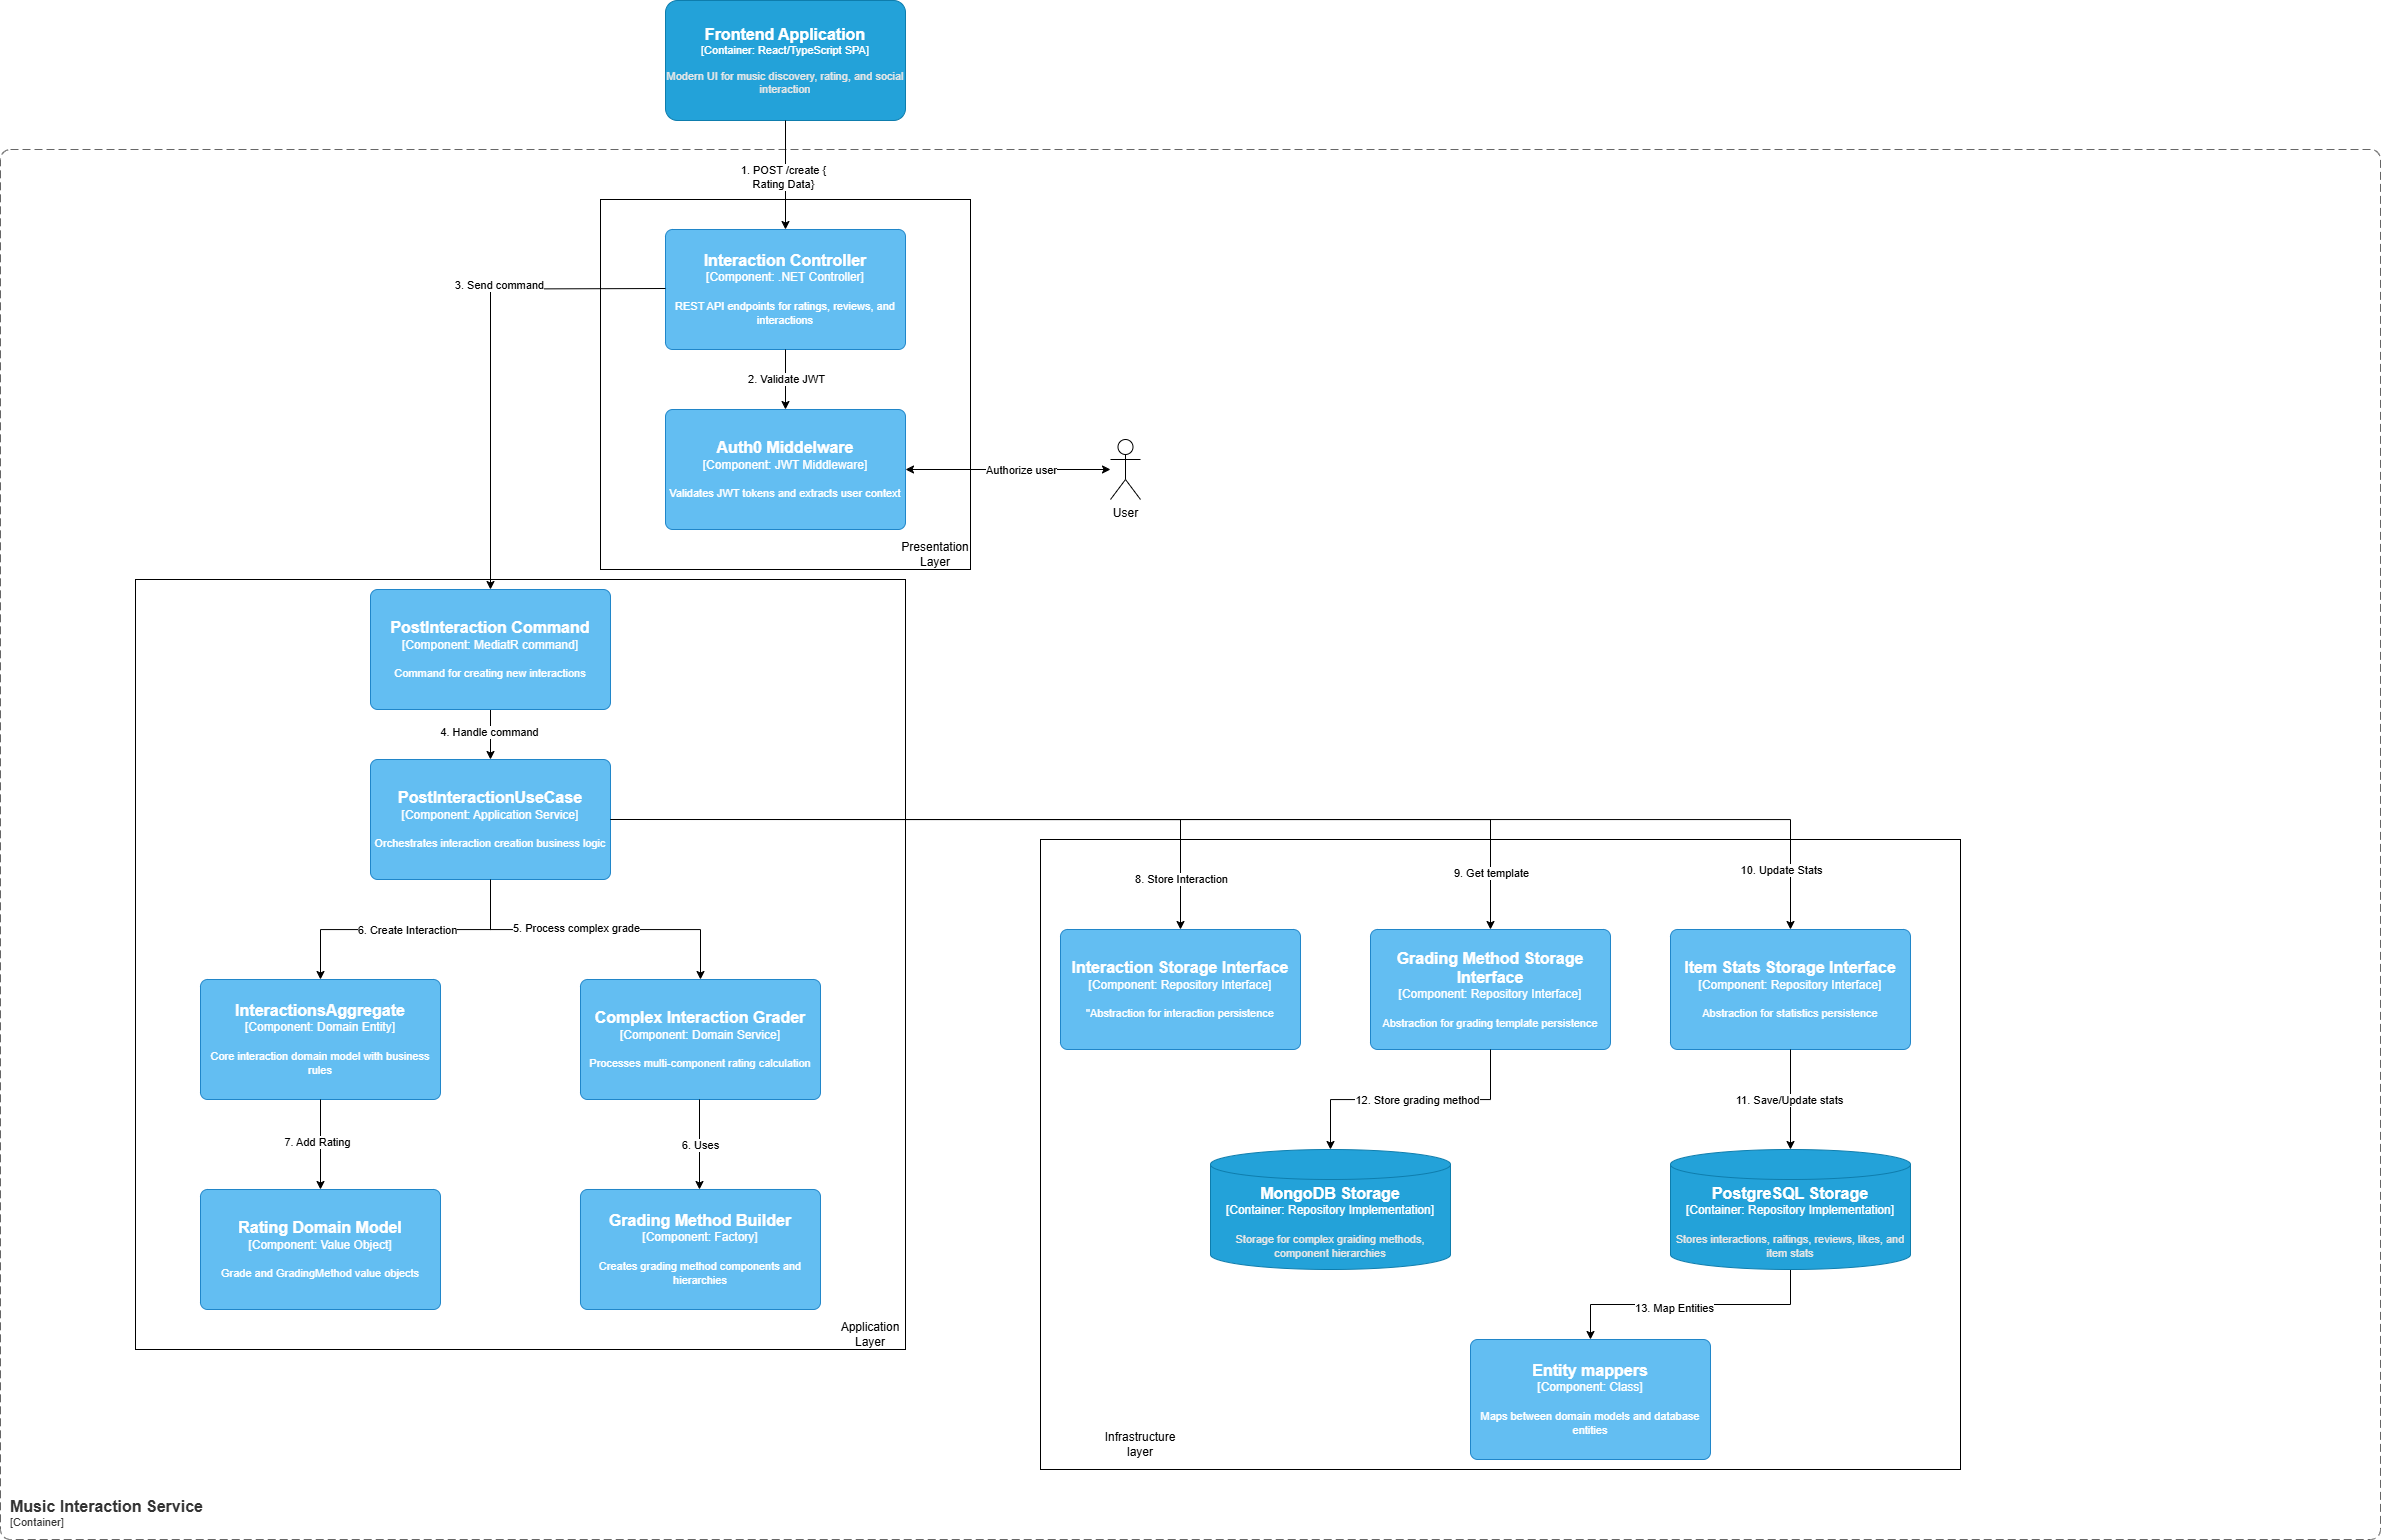 Frontend Application
[Container: React/TypeScript SPA]
Modern UI for music discovery, rating, and social
interaction
1. POST /create {
Rating Data}
Interaction Controller
[Component: .NET Controller]
REST API endpoints for ratings, reviews, and
interactions
3. Send command
2. Validate JWT
Auth0 Middelware
[Component: JWT Middleware]
Validates JWT tokens and extracts user context
Authorize user
User
Presentation
Layer
PostInteraction Command
[Component: MediatR command]
Command for creating new interactions
4. Handle command
PostInteractionUseCase
[Component: Application Service]
Orchestrates interaction creation business logic
6. Create Interaction
5. Process complex grade
InteractionsAggregate
[Component: Domain Entity]
Core interaction domain model with business
rules
Complex Interaction Grader
[Component: Domain Service]
Processes multi-component rating calculation
7. Add Rating
6. Uses
Rating Domain Model
[Component: Value Object]
Grade and GradingMethod value objects
Grading Method Builder
[Component: Factory]
Creates grading method components and
hierarchies
Application
Layer
8. Store Interaction
9. Get template
10. Update Stats
Interaction Storage Interface
[Component: Repository Interface]
"Abstraction for interaction persistence
Grading Method Storage
Interface
[Component: Repository Interface]
Abstraction for grading template persistence
Item Stats Storage Interface
[Component: Repository Interface]
Abstraction for statistics persistence
12. Store grading method
11. Save/Update stats
MongoDB Storage
[Container: Repository Implementation]
Storage for complex graiding methods,
component hierarchies
PostgreSQL Storage
[Container: Repository Implementation]
Stores interactions, raitings, reviews, likes, and
item stats
13. Map Entities
Entity mappers
[Component: Class]
Maps between domain models and database
entities
Infrastructure
layer
Music Interaction Service
[Container]